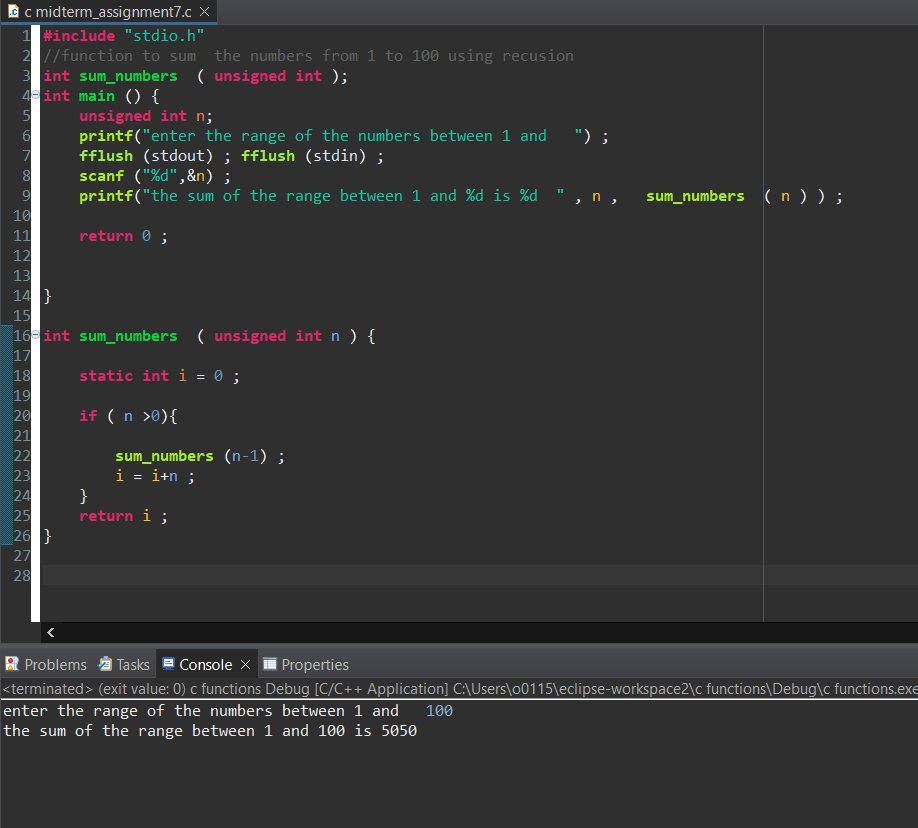 c midterm_assignment7.c
1 #include "stdio.h"
2 //function to sum  the numbers from 1 to 100 using recusion
3 int sum_numbers  ( unsigned int );
4 int main () {
5     unsigned int n;
6     printf("enter the range of the numbers between 1 and   ") ;
7     fflush (stdout) ; fflush (stdin) ;
8     scanf ("%d",&n) ;
9     printf("the sum of the range between 1 and %d is %d  " , n ,   sum_numbers  ( n ) ) ;
10
11     return 0 ;
12
13
14 }
15
16 int sum_numbers  ( unsigned int n ) {
17
18     static int i = 0 ;
19
20     if ( n >0){
21
22         sum_numbers (n-1) ;
23         i = i+n ;
24     }
25     return i ;
26 }
27
28
Problems Tasks Console Properties
<terminated> (exit value: 0) c functions Debug [C/C++ Application] C:\Users\o0115\eclipse-workspace2\c functions\Debug\c functions.exe
enter the range of the numbers between 1 and   100
the sum of the range between 1 and 100 is 5050